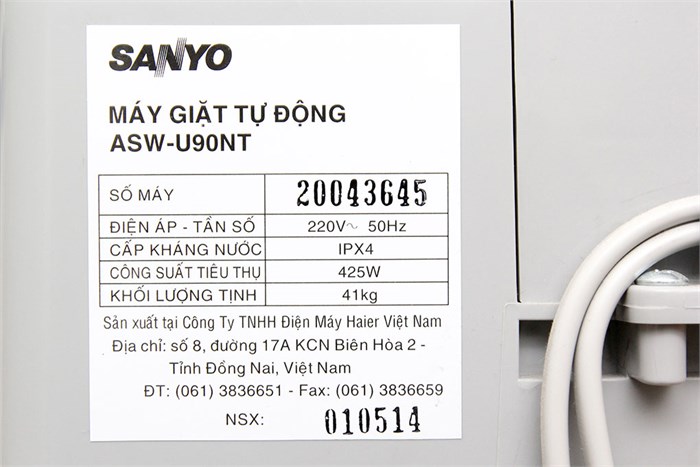 SANYO
MÁY GIẶT TỰ ĐỘNG
ASW-U90NT
SỐ MÁY 20043645
ĐIỆN ÁP - TẦN SỐ 220V~ 50Hz
CẤP KHÁNG NƯỚC IPX4
CÔNG SUẤT TIÊU THỤ 425W
KHỐI LƯỢNG TỊNH 41kg
Sản xuất tại Công Ty TNHH Điện Máy Haier Việt Nam
Địa chỉ: số 8, đường 17A KCN Biên Hòa 2 -
Tỉnh Đồng Nai, Việt Nam
ĐT: (061) 3836651 - Fax: (061) 3836659
NSX: 010514